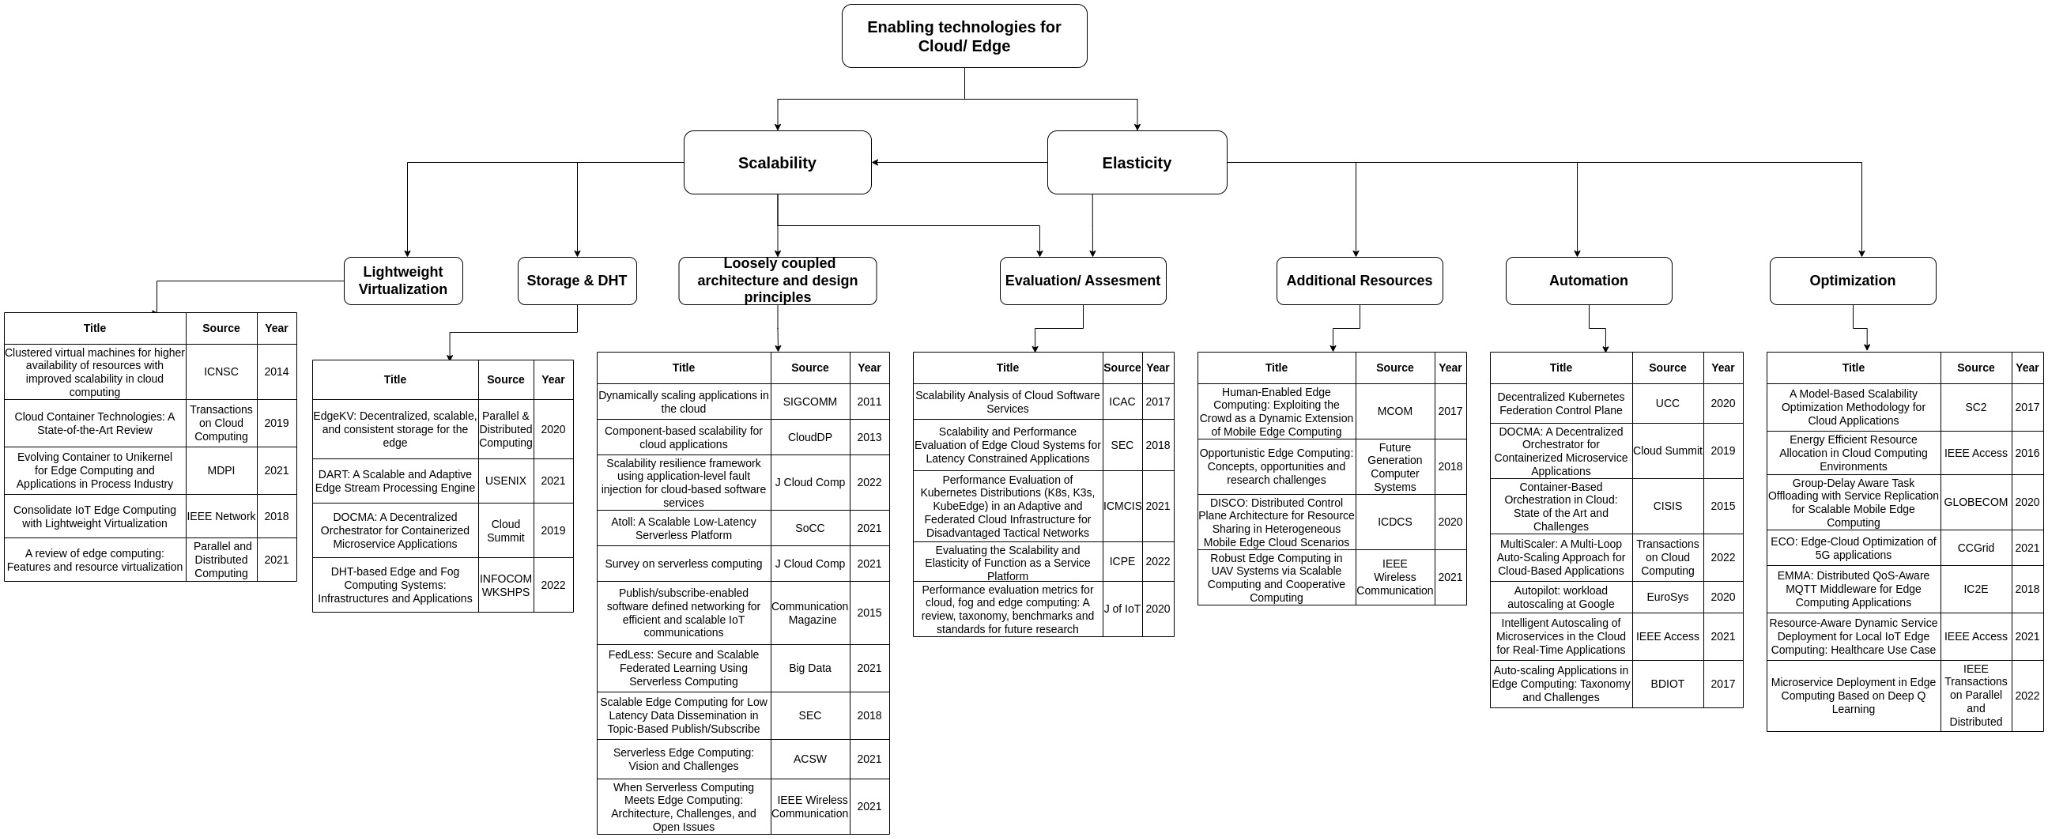 Enabling technologies for
Cloud/ Edge
Scalability
Elasticity
Lightweight
Virtualization
Storage & DHT
Loosely coupled
architecture and design
principles
Evaluation/ Assesment
Additional Resources
Automation
Optimization
Title Source Year
Clustered virtual machines for higher
availability of resources with
improved scalability in cloud
computing
ICNSC
2014
Cloud Container Technologies: A
State-of-the-Art Review
Transactions
on Cloud
Computing
2019
Evolving Container to Unikernel
for Edge Computing and
Applications in Process Industry
MDPI
2021
Consolidate IoT Edge Computing
with Lightweight Virtualization
IEEE Network
2018
A review of edge computing:
Features and resource virtualization
Parallel and
Distributed
Computing
2021
Title Source Year
EdgeKV: Decentralized, scalable,
and consistent storage for the
edge
Parallel &
Distributed
Computing
2020
DART: A Scalable and Adaptive
Edge Stream Processing Engine
USENIX
2021
DOCMA: A Decentralized
Orchestrator for Containerized
Microservice Applications
Cloud
Summit
2019
DHT-based Edge and Fog
Computing Systems:
Infrastructures and Applications
INFOCOM
WKSHPS
2022
Title Source Year
Dynamically scaling applications in
the cloud
SIGCOMM
2011
Component-based scalability for
cloud applications
CloudDP
2013
Scalability resilience framework
using application-level fault
injection for cloud-based software
services
J Cloud Comp
2022
Atoll: A Scalable Low-Latency
Serverless Platform
SoCC
2021
Survey on serverless computing
J Cloud Comp
2021
Publish/subscribe-enabled
software defined networking for
efficient and scalable IoT
communications
Communication
Magazine
2015
FedLess: Secure and Scalable
Federated Learning Using
Serverless Computing
Big Data
2021
Scalable Edge Computing for Low
Latency Data Dissemination in
Topic-Based Publish/Subscribe
SEC
2018
Serverless Edge Computing:
Vision and Challenges
ACSW
2021
When Serverless Computing
Meets Edge Computing:
Architecture, Challenges, and
Open Issues
IEEE Wireless
Communication
2021
Title Source Year
Scalability Analysis of Cloud Software
Services
ICAC
2017
Scalability and Performance
Evaluation of Edge Cloud Systems for
Latency Constrained Applications
SEC
2018
Performance Evaluation of
Kubernetes Distributions (K8s, K3s,
KubeEdge) in an Adaptive and
Federated Cloud Infrastructure for
Disadvantaged Tactical Networks
ICMCIS
2021
Evaluating the Scalability and
Elasticity of Function as a Service
Platform
ICPE
2022
Performance evaluation metrics for
cloud, fog and edge computing: A
review, taxonomy, benchmarks and
standards for future research
J of IoT
2020
Title Source Year
Human-Enabled Edge
Computing: Exploiting the
Crowd as a Dynamic Extension
of Mobile Edge Computing
MCOM
2017
Opportunistic Edge Computing:
Concepts, opportunities and
research challenges
Future
Generation
Computer
Systems
2018
DISCO: Distributed Control
Plane Architecture for Resource
Sharing in Heterogeneous
Mobile Edge Cloud Scenarios
ICDCS
2020
Robust Edge Computing in
UAV Systems via Scalable
Computing and Cooperative
Computing
IEEE
Wireless
Communication
2021
Title Source Year
Decentralized Kubernetes
Federation Control Plane
UCC
2020
DOCMA: A Decentralized
Orchestrator for
Containerized Microservice
Applications
Cloud Summit
2019
Container-Based
Orchestration in Cloud:
State of the Art and
Challenges
CISIS
2015
MultiScaler: A Multi-Loop
Auto-Scaling Approach for
Cloud-Based Applications
Transactions
on Cloud
Computing
2022
Autopilot: workload
autoscaling at Google
EuroSys
2020
Intelligent Autoscaling of
Microservices in the Cloud
for Real-Time Applications
IEEE Access
2021
Auto-scaling Applications in
Edge Computing: Taxonomy
and Challenges
BDIOT
2017
Title Source Year
A Model-Based Scalability
Optimization Methodology for
Cloud Applications
SC2
2017
Energy Efficient Resource
Allocation in Cloud Computing
Environments
IEEE Access
2016
Group-Delay Aware Task
Offloading with Service Replication
for Scalable Mobile Edge
Computing
GLOBECOM
2020
ECO: Edge-Cloud Optimization of
5G applications
CCGrid
2021
EMMA: Distributed QoS-Aware
MQTT Middleware for Edge
Computing Applications
IC2E
2018
Resource-Aware Dynamic Service
Deployment for Local IoT Edge
Computing: Healthcare Use Case
IEEE Access
2021
Microservice Deployment in Edge
Computing Based on Deep Q
Learning
IEEE
Transactions
on Parallel
and
Distributed
2022